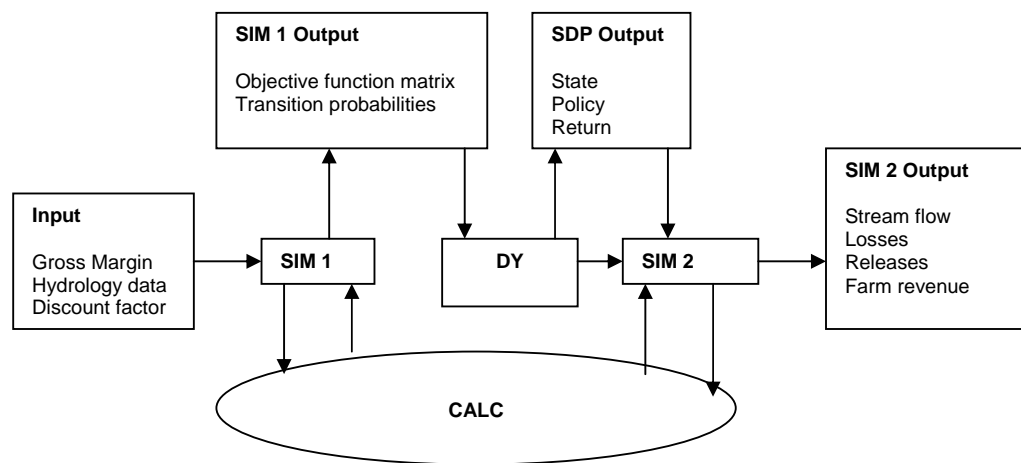 SIM 1 Output
Objective function matrix
Transition probabilities
SDP Output
State
Policy
Return
SIM 2 Output
Stream flow
Losses
Releases
Farm revenue
Input
Gross Margin
Hydrology data
Discount factor
SIM 1
DY
SIM 2
CALC